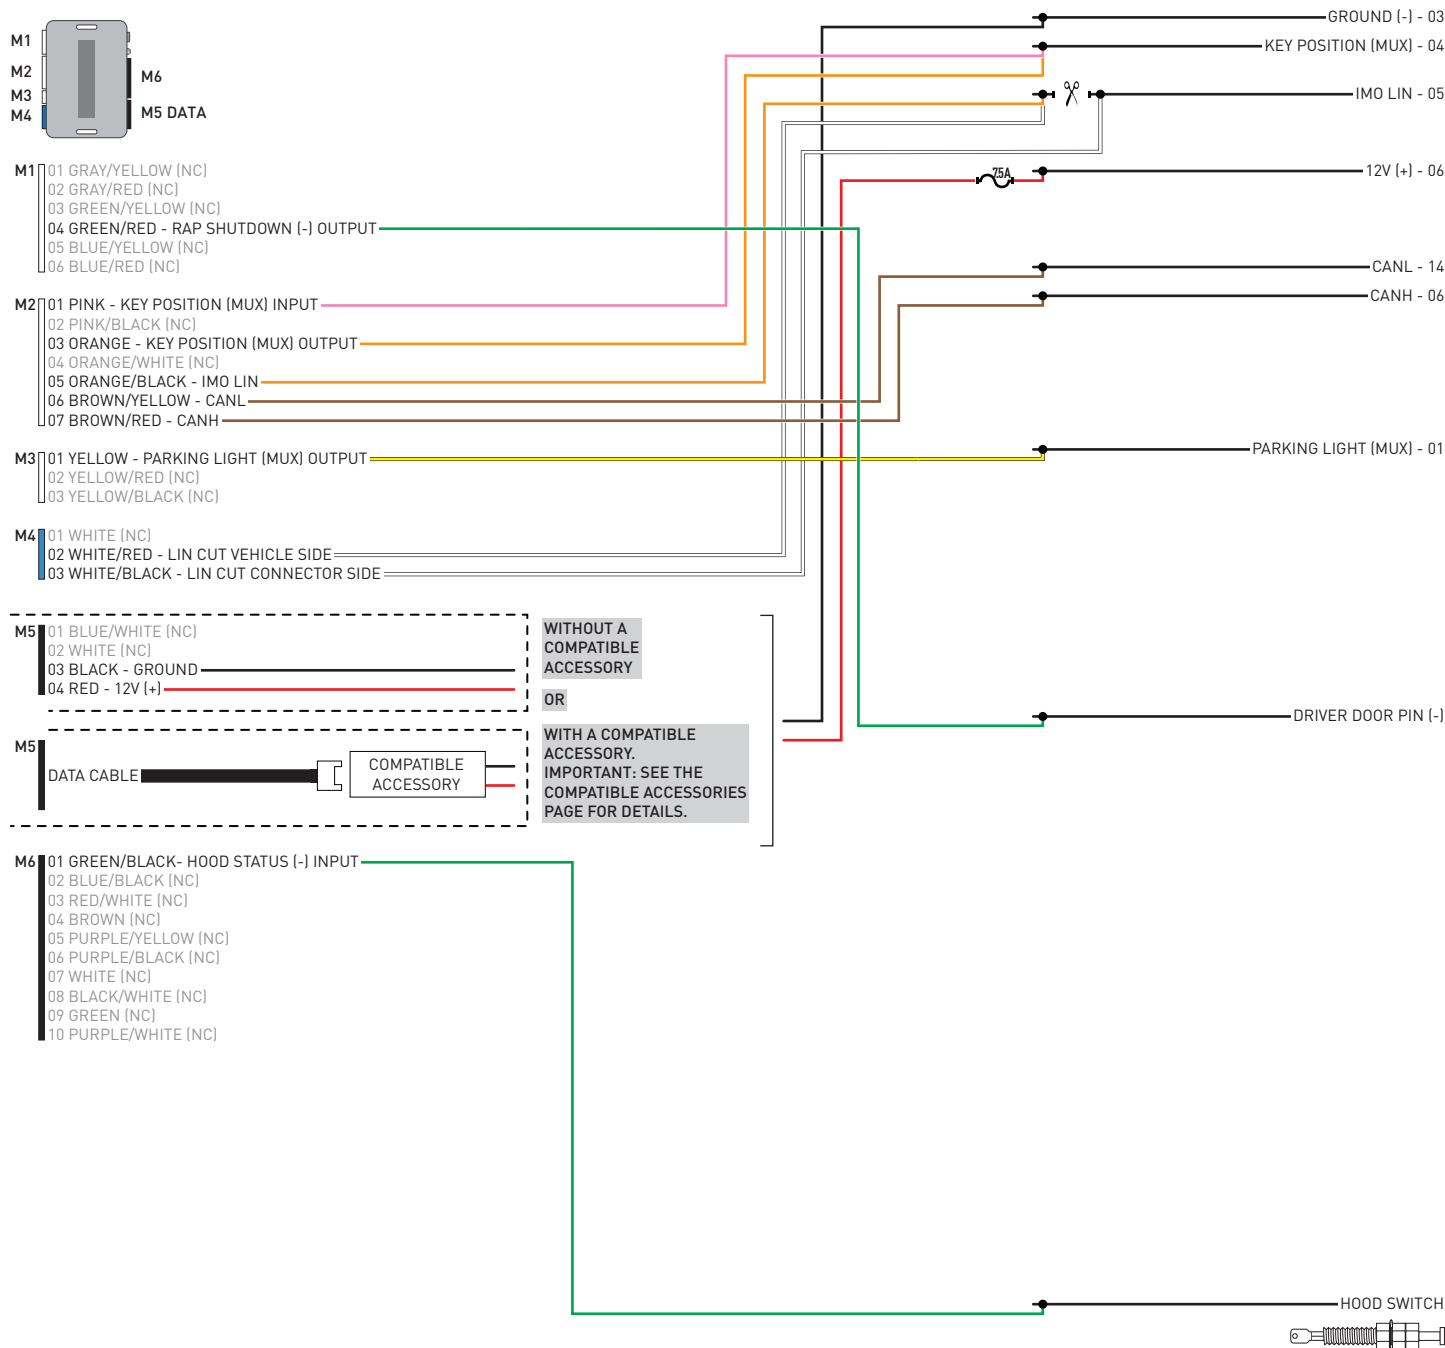 M1
M2
M3
M4
M6
M5 DATA
GROUND (-) - 03
KEY POSITION (MUX) - 04
IMO LIN - 05
7.5A
12V (+) - 06
CANL - 14
CANH - 06
PARKING LIGHT (MUX) - 01
DRIVER DOOR PIN (-)
HOOD SWITCH
M1
01 GRAY/YELLOW (NC)
02 GRAY/RED (NC)
03 GREEN/YELLOW (NC)
04 GREEN/RED - RAP SHUTDOWN (-) OUTPUT
05 BLUE/YELLOW (NC)
06 BLUE/RED (NC)
M2
01 PINK - KEY POSITION (MUX) INPUT
02 PINK/BLACK (NC)
03 ORANGE - KEY POSITION (MUX) OUTPUT
04 ORANGE/WHITE (NC)
05 ORANGE/BLACK - IMO LIN
06 BROWN/YELLOW - CANL
07 BROWN/RED - CANH
M3
01 YELLOW - PARKING LIGHT (MUX) OUTPUT
02 YELLOW/RED (NC)
03 YELLOW/BLACK (NC)
M4
01 WHITE (NC)
02 WHITE/RED - LIN CUT VEHICLE SIDE
03 WHITE/BLACK - LIN CUT CONNECTOR SIDE
M5
01 BLUE/WHITE (NC)
02 WHITE (NC)
03 BLACK - GROUND
04 RED - 12V (+)
WITHOUT A
COMPATIBLE
ACCESSORY
OR
M5
DATA CABLE
COMPATIBLE
ACCESSORY
WITH A COMPATIBLE
ACCESSORY.
IMPORTANT: SEE THE
COMPATIBLE ACCESSORIES
PAGE FOR DETAILS.
M6
01 GREEN/BLACK- HOOD STATUS (-) INPUT
02 BLUE/BLACK (NC)
03 RED/WHITE (NC)
04 BROWN (NC)
05 PURPLE/YELLOW (NC)
06 PURPLE/BLACK (NC)
07 WHITE (NC)
08 BLACK/WHITE (NC)
09 GREEN (NC)
10 PURPLE/WHITE (NC)